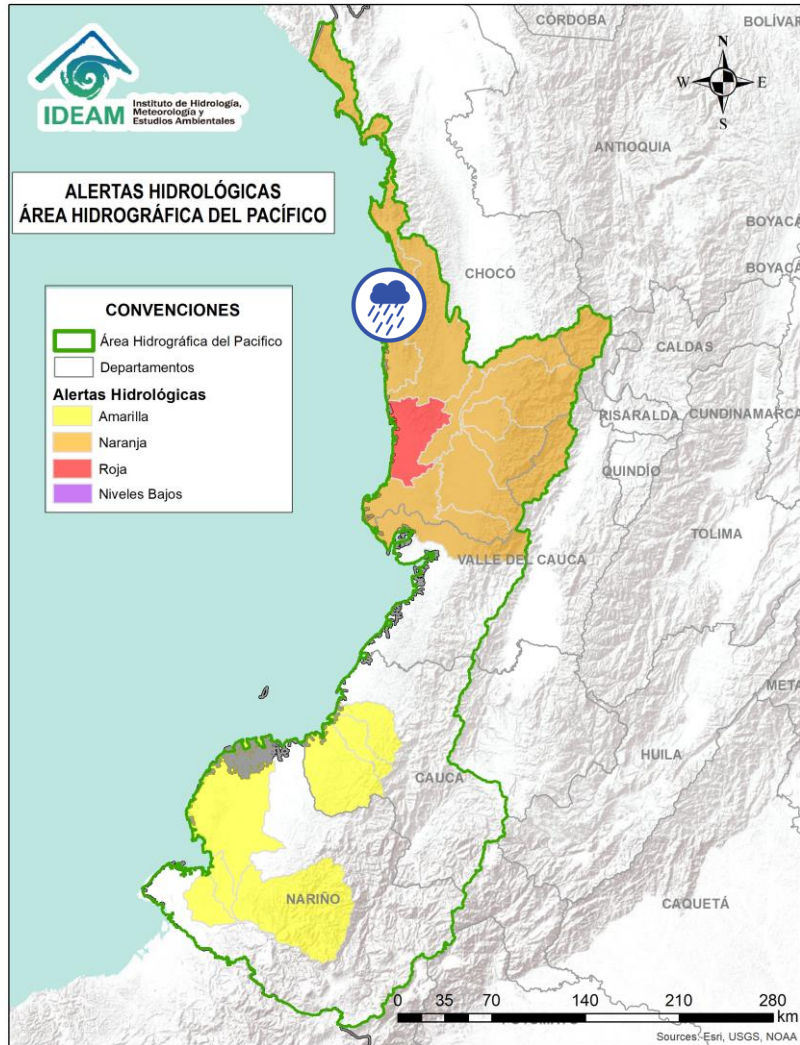 IDEAM
Instituto de Hidrología,
Meteorología y
Estudios Ambientales
ALERTAS HIDROLÓGICAS
ÁREA HIDROGRÁFICA DEL PACÍFICO
CONVENCIONES
Área Hidrográfica del Pacifico
Departamentos
Alertas Hidrológicas
Amarilla
Naranja
Roja
Niveles Bajos
N
W
E
S
CÓRDOBA
BOLÍVAR
ANTIOQUIA
BOYACÁ
BOYACÁ
CHOCÓ
CALDAS
RISARALDA
CUNDINAMARCA
QUINDÍO
TOLIMA
VALLE DEL CAUCA
META
HUILA
CAUCA
NARIÑO
CAQUETÁ
0 35 70 140 210 280
km
Sources: Esri, USGS, NOAA